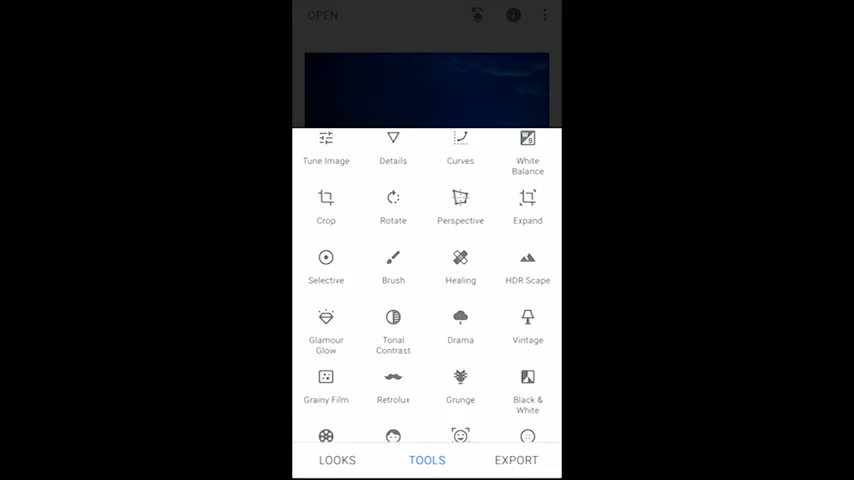 OPEN
Tune Image Details Curves White
Balance
Crop Rotate Perspective Expand
Selective Brush Healing HDR Scape
Glamour Tonal Drama Vintage
Glow Contrast
Grainy Film Retrolux Grunge Black &
White
LOOKS TOOLS EXPORT